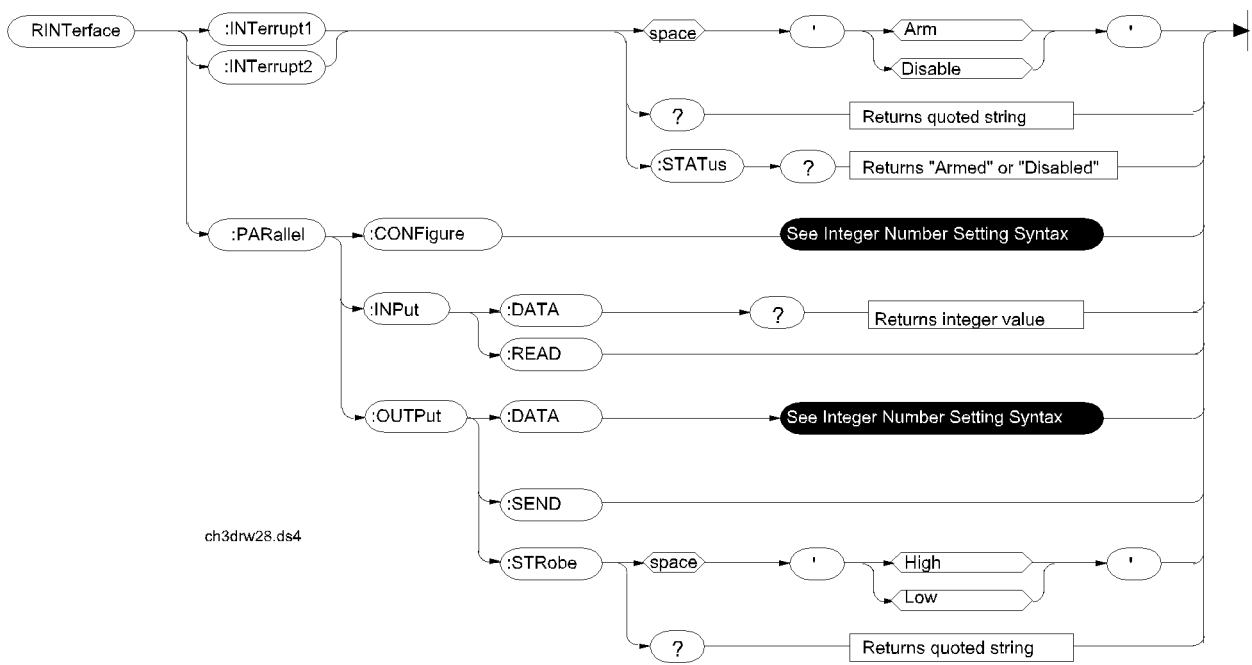 RINTerface :INTerrupt1 space ' Arm '
:INTerrupt2 Disable
? Returns quoted string
:STATus ? Returns "Armed" or "Disabled"
:PARallel :CONFigure See Integer Number Setting Syntax
:INPut :DATA ? Returns integer value
:READ
:OUTPut :DATA See Integer Number Setting Syntax
:SEND
ch3drw28.ds4
:STRobe space ' High '
Low
? Returns quoted string